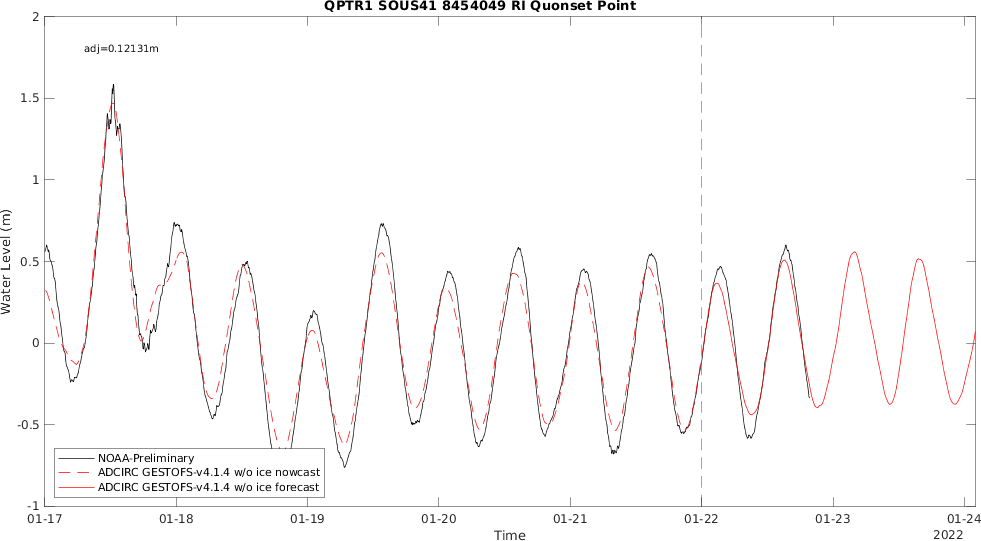 QPTR1 SOUS41 8454049 RI Quonset Point
adj=0.12131m
2
1.5
1
0.5
0
-0.5
-1
Water Level (m)
NOAA-Preliminary
ADCIRC GESTOFS-v4.1.4 w/o ice nowcast
ADCIRC GESTOFS-v4.1.4 w/o ice forecast
01-17 01-18 01-19 01-20 01-21 01-22 01-23 01-24
Time
2022